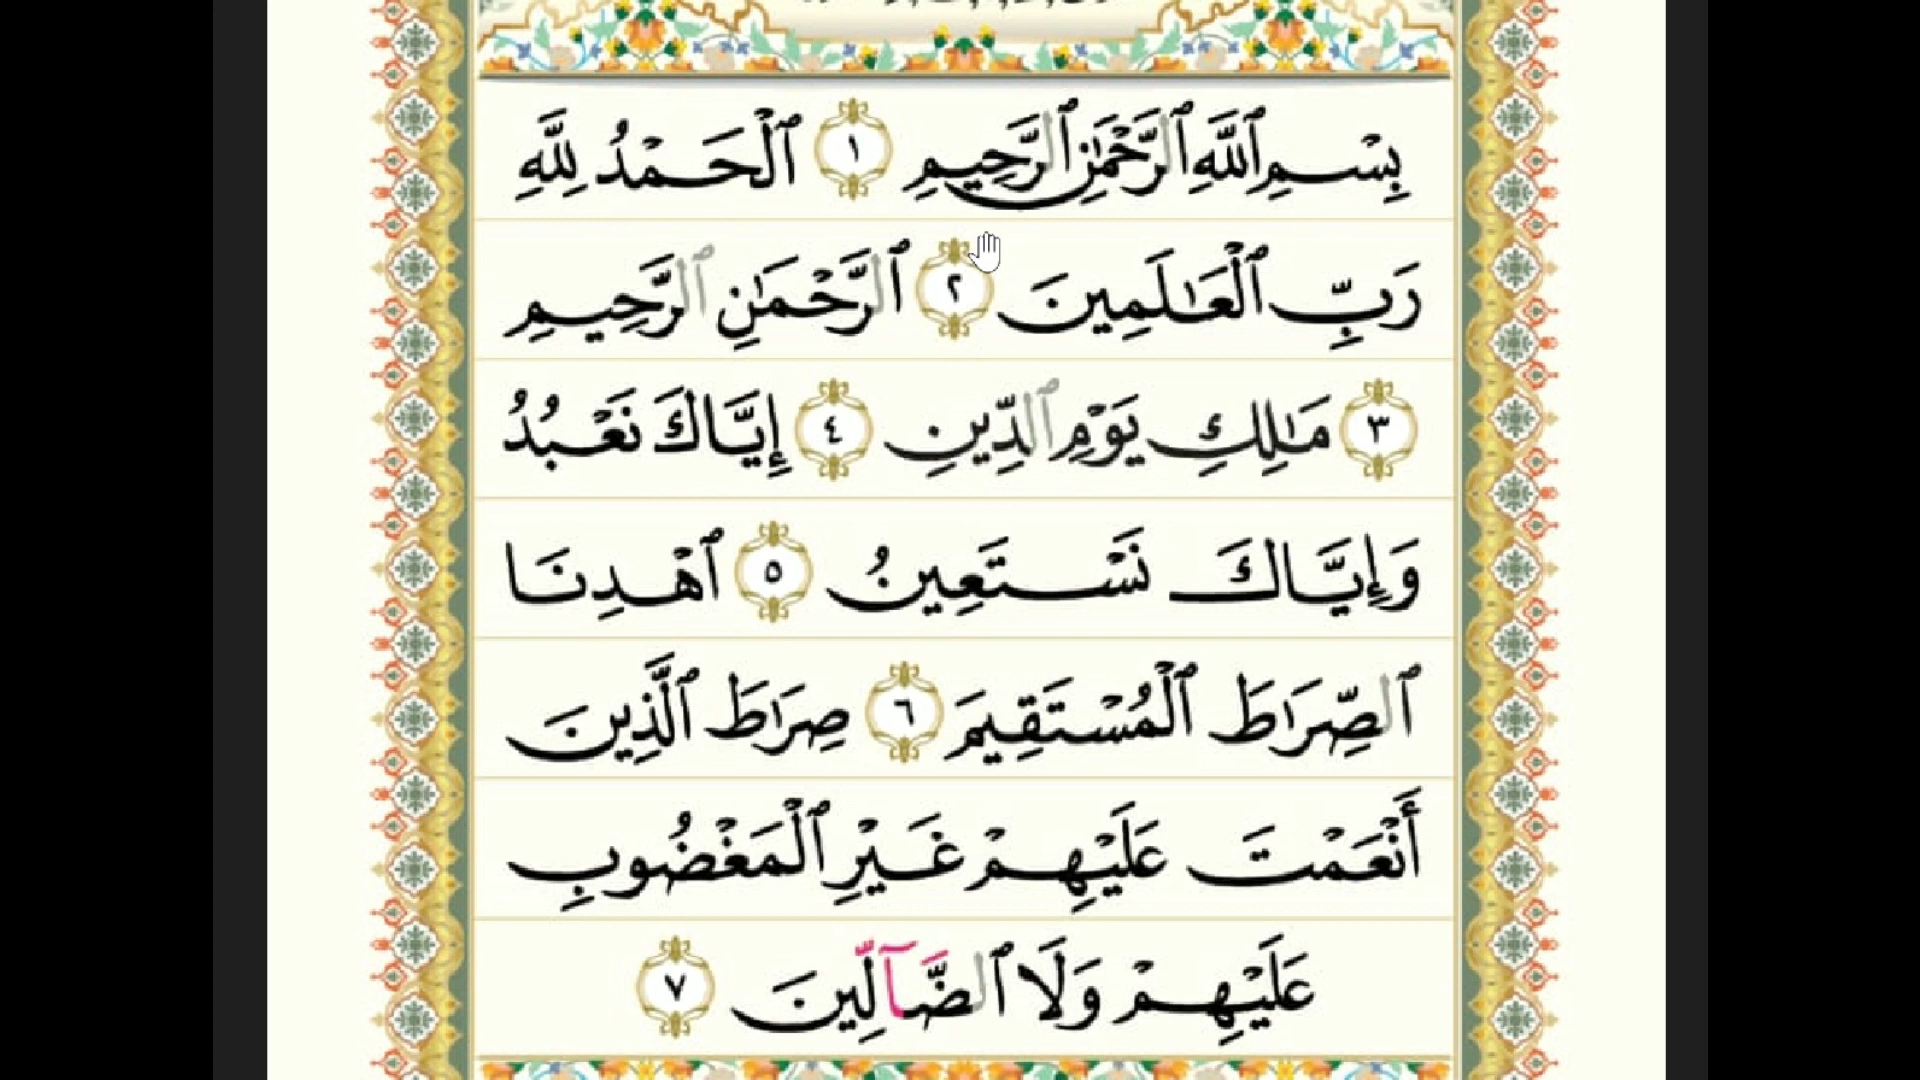 بِسْمِ ٱللَّهِ ٱلرَّحْمَٰنِ ٱلرَّحِيمِ ١ ٱلْحَمْدُ لِلَّهِ
رَبِّ ٱلْعَٰلَمِينَ ٢ ٱلرَّحْمَٰنِ ٱلرَّحِيمِ
٣ مَٰلِكِ يَوْمِ ٱلدِّينِ ٤ إِيَّاكَ نَعْبُدُ
وَإِيَّاكَ نَسْتَعِينُ ٥ ٱهْدِنَا
ٱلصِّرَٰطَ ٱلْمُسْتَقِيمَ ٦ صِرَٰطَ ٱلَّذِينَ
أَنْعَمْتَ عَلَيْهِمْ غَيْرِ ٱلْمَغْضُوبِ
عَلَيْهِمْ وَلَا ٱلضَّآلِّينَ ٧